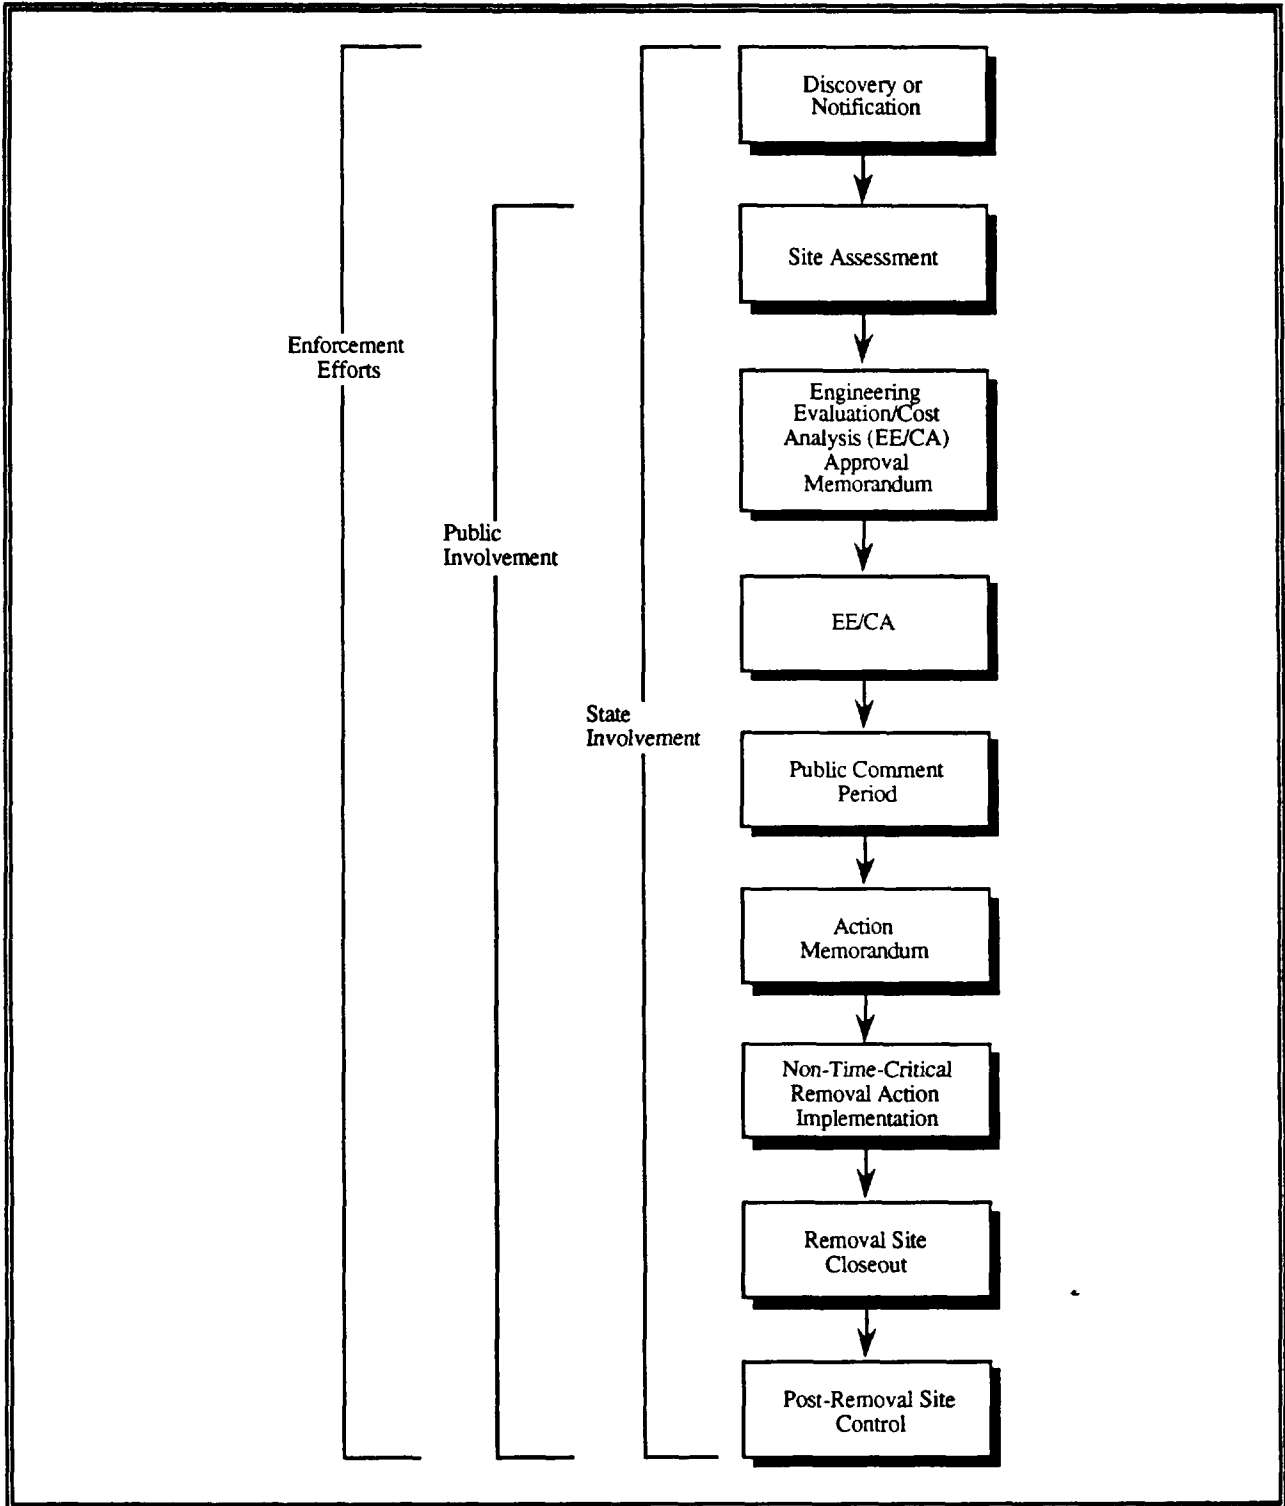 Discovery or
Notification
Site Assessment
Enforcement
Efforts
Engineering
Evaluation/Cost
Analysis (EE/CA)
Approval
Memorandum
Public
Involvement
EE/CA
State
Involvement
Public Comment
Period
Action
Memorandum
Non-Time-Critical
Removal Action
Implementation
Removal Site
Closeout
Post-Removal Site
Control